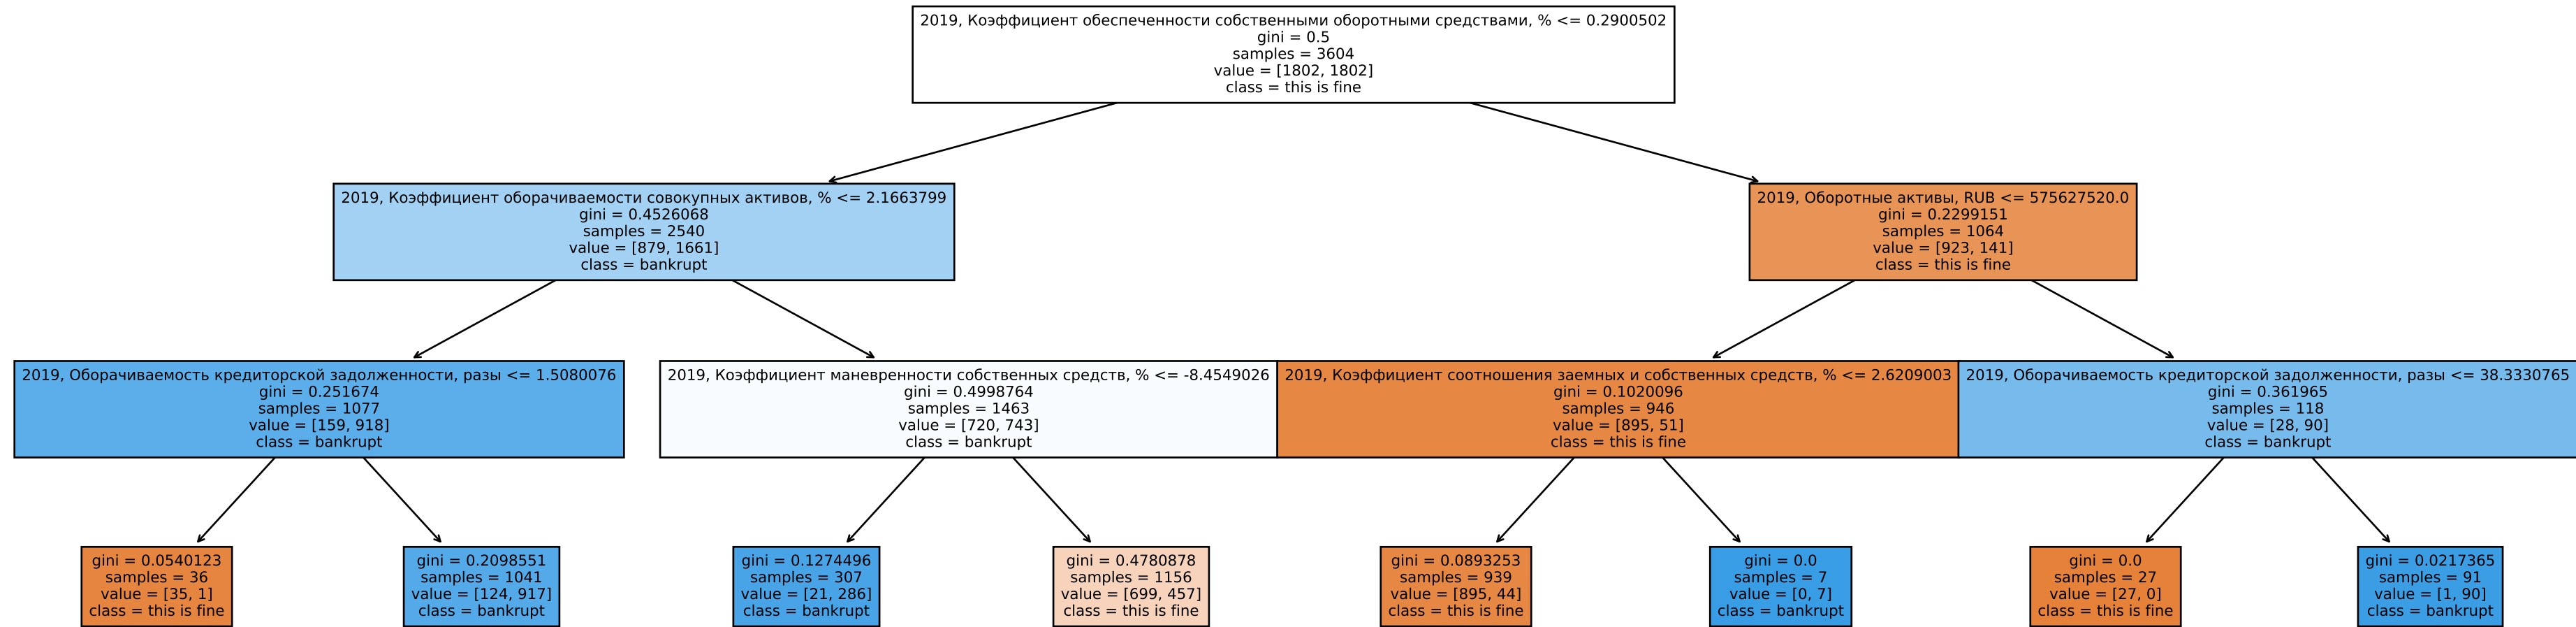 2019, Коэффициент обеспеченности собственными оборотными средствами, % <= 0.2900502
gini = 0.5
samples = 3604
value = [1802, 1802]
class = this is fine
2019, Коэффициент оборачиваемости совокупных активов, % <= 2.1663799
gini = 0.4526068
samples = 2540
value = [879, 1661]
class = bankrupt
2019, Оборотные активы, RUB <= 575627520.0
gini = 0.2299151
samples = 1064
value = [923, 141]
class = this is fine
2019, Оборачиваемость кредиторской задолженности, разы <= 1.5080076
gini = 0.251674
samples = 1077
value = [159, 918]
class = bankrupt
2019, Коэффициент маневренности собственных средств, % <= -8.4549026
gini = 0.4998764
samples = 1463
value = [720, 743]
class = bankrupt
2019, Коэффициент соотношения заемных и собственных средств, % <= 2.6209003
gini = 0.1020096
samples = 946
value = [895, 51]
class = this is fine
2019, Оборачиваемость кредиторской задолженности, разы <= 38.3330765
gini = 0.361965
samples = 118
value = [28, 90]
class = bankrupt
gini = 0.0540123
samples = 36
value = [35, 1]
class = this is fine
gini = 0.2098551
samples = 1041
value = [124, 917]
class = bankrupt
gini = 0.1274496
samples = 307
value = [21, 286]
class = bankrupt
gini = 0.4780878
samples = 1156
value = [699, 457]
class = this is fine
gini = 0.0893253
samples = 939
value = [895, 44]
class = this is fine
gini = 0.0
samples = 7
value = [0, 7]
class = bankrupt
gini = 0.0
samples = 27
value = [27, 0]
class = this is fine
gini = 0.0217365
samples = 91
value = [1, 90]
class = bankrupt